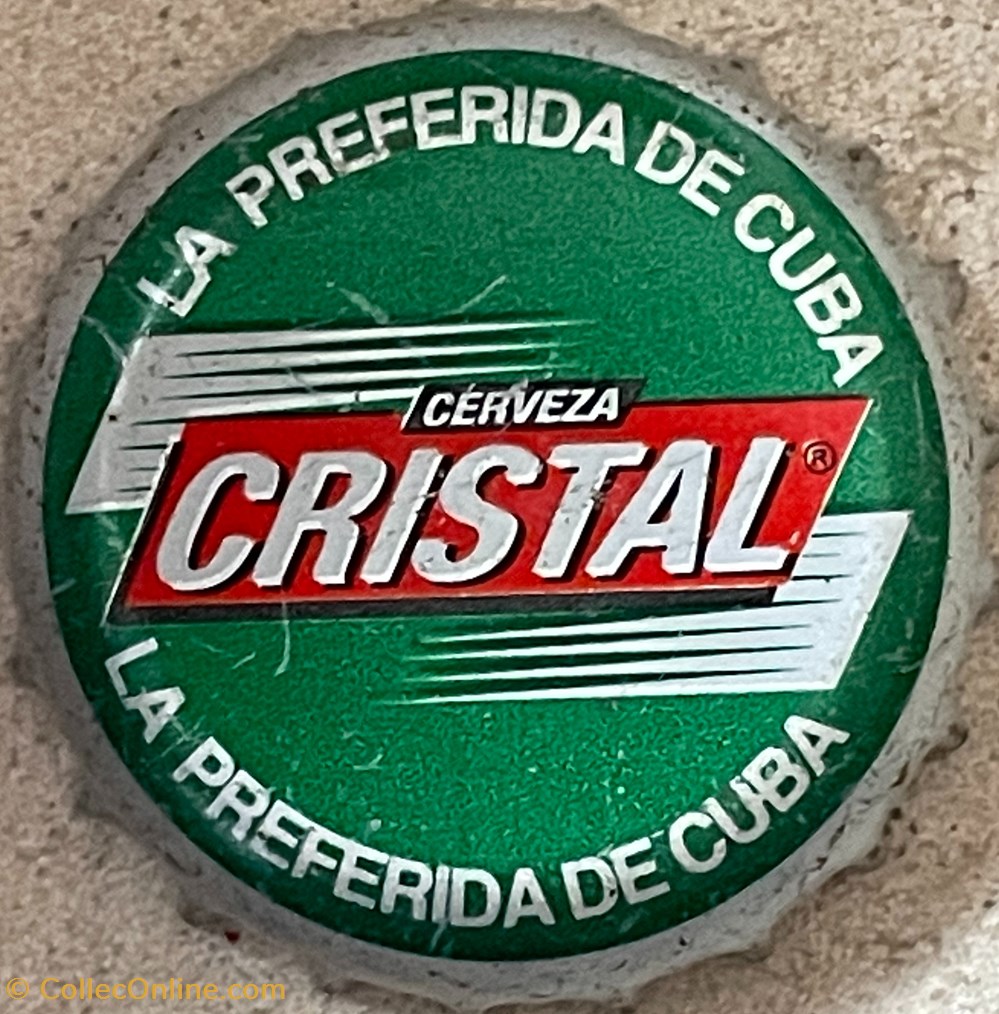 LA PREFERIDA DE CUBA
CERVEZA
CRISTAL®
LA PREFERIDA DE CUBA
© CollecOnline.com